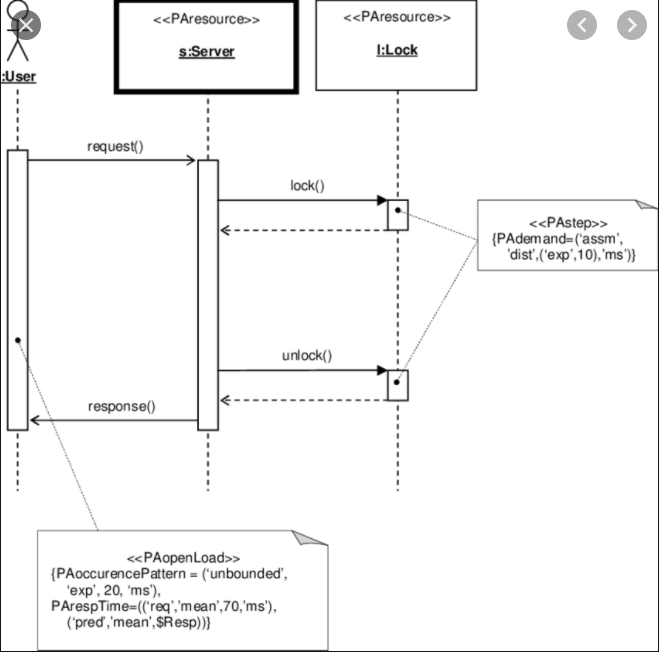 <<PAresource>>
s:Server
<<PAresource>>
l:Lock
:User
request()
lock()
<<PAstep>>
{PAdemand=(‘assm’,
’dist’,(‘exp’,10),’ms’)}
unlock()
response()
<<PAopenLoad>>
{PAoccurencePattern = (‘unbounded’,
‘exp’, 20, ‘ms’),
PArespTime=((‘req’,’mean’,70,’ms’),
(‘pred’,’mean’,$Resp))}